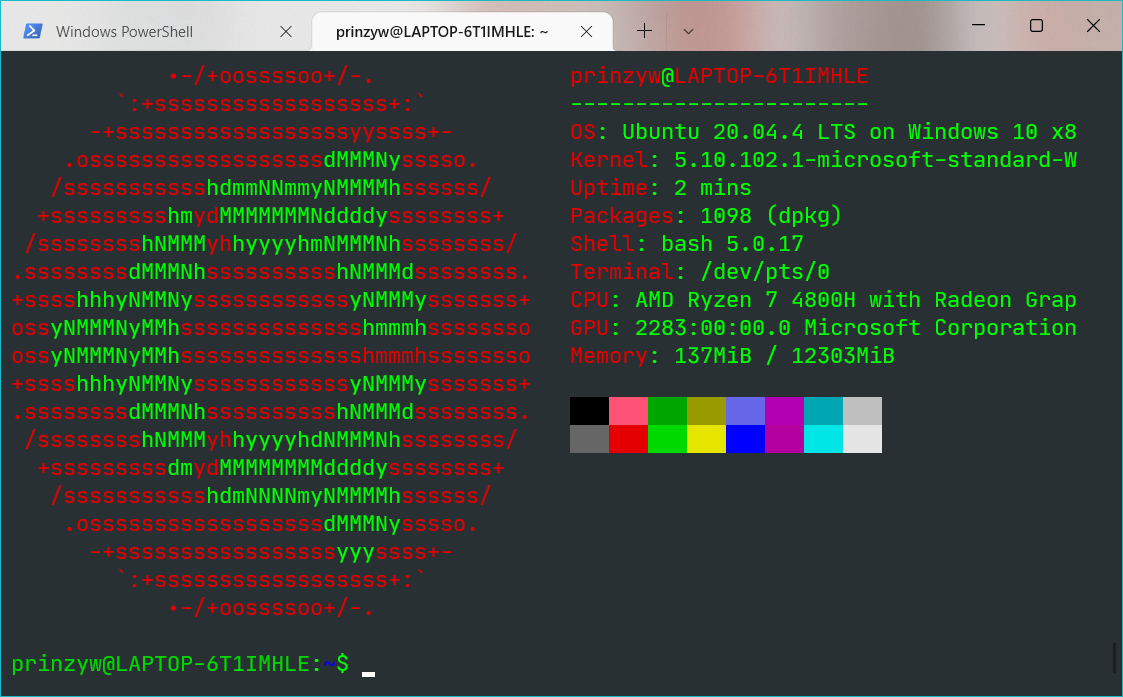 Windows PowerShell
prinzyw@LAPTOP-6T1IMHLE: ~
•-/+oossssoo+/-.
`:+ssssssssssssssssss+:`
-+ssssssssssssssssssyyssss+-
.ossssssssssssssssssdMMMNysssso.
/ssssssssssshdmmNNmmyNMMMMhssssss/
+ssssssssshmydMMMMMMMNddddyssssssss+
/sssssssshNMMMyhhyyyyhmNMMMNhssssssss/
.ssssssssdMMMNhsssssssssshNMMMdssssssss.
+sssshhhyNMMNyssssssssssssyNMMMysssssss+
ossyNMMMNyMMhsssssssssssssshmmmhssssssso
ossyNMMMNyMMhsssssssssssssshmmmhssssssso
+sssshhhyNMMNyssssssssssssyNMMMysssssss+
.ssssssssdMMMNhsssssssssshNMMMdssssssss.
/sssssssshNMMMyhhyyyyhdNMMMNhssssssss/
+sssssssssdmydMMMMMMMMddddyssssssss+
/ssssssssssshdmNNNNmyNMMMMhssssss/
.ossssssssssssssssssdMMMNysssso.
-+sssssssssssssssssyyyssss+-
`:+ssssssssssssssssss+:`
•-/+oossssoo+/-.
prinzyw@LAPTOP-6T1IMHLE
-----------------------
OS: Ubuntu 20.04.4 LTS on Windows 10 x8
Kernel: 5.10.102.1-microsoft-standard-W
Uptime: 2 mins
Packages: 1098 (dpkg)
Shell: bash 5.0.17
Terminal: /dev/pts/0
CPU: AMD Ryzen 7 4800H with Radeon Grap
GPU: 2283:00:00.0 Microsoft Corporation
Memory: 137MiB / 12303MiB
prinzyw@LAPTOP-6T1IMHLE:~$